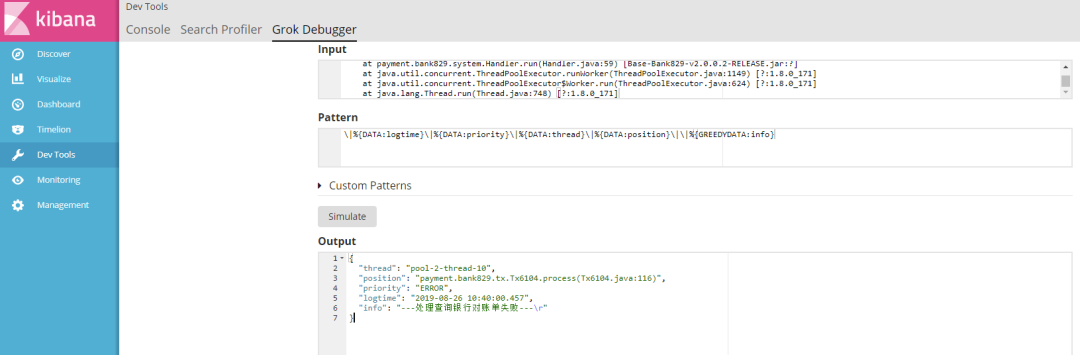 kibana
Discover
Visualize
Dashboard
Timelion
Dev Tools
Monitoring
Management
Dev Tools
Console Search Profiler Grok Debugger
Input
at payment.bank829.system.Handler.run(Handler.java:59) [Base-Bank829-v2.0.0.2-RELEASE.jar:?]
at java.util.concurrent.ThreadPoolExecutor.runWorker(ThreadPoolExecutor.java:1149) [?:1.8.0_171]
at java.util.concurrent.ThreadPoolExecutor$Worker.run(ThreadPoolExecutor.java:624) [?:1.8.0_171]
at java.lang.Thread.run(Thread.java:748) [?:1.8.0_171]
Pattern
\|%{DATA:logtime}\|%{DATA:priority}\|%{DATA:thread}\|%{DATA:position}\|\|%{GREEDYDATA:info}
Custom Patterns
Simulate
Output
1 {
2 "thread": "pool-2-thread-10",
3 "position": "payment.bank829.tx.Tx6104.process(Tx6104.java:116)",
4 "priority": "ERROR",
5 "logtime": "2019-08-26 10:40:00.457",
6 "info": "---处理查询银行对账单失败---\r"
7 }